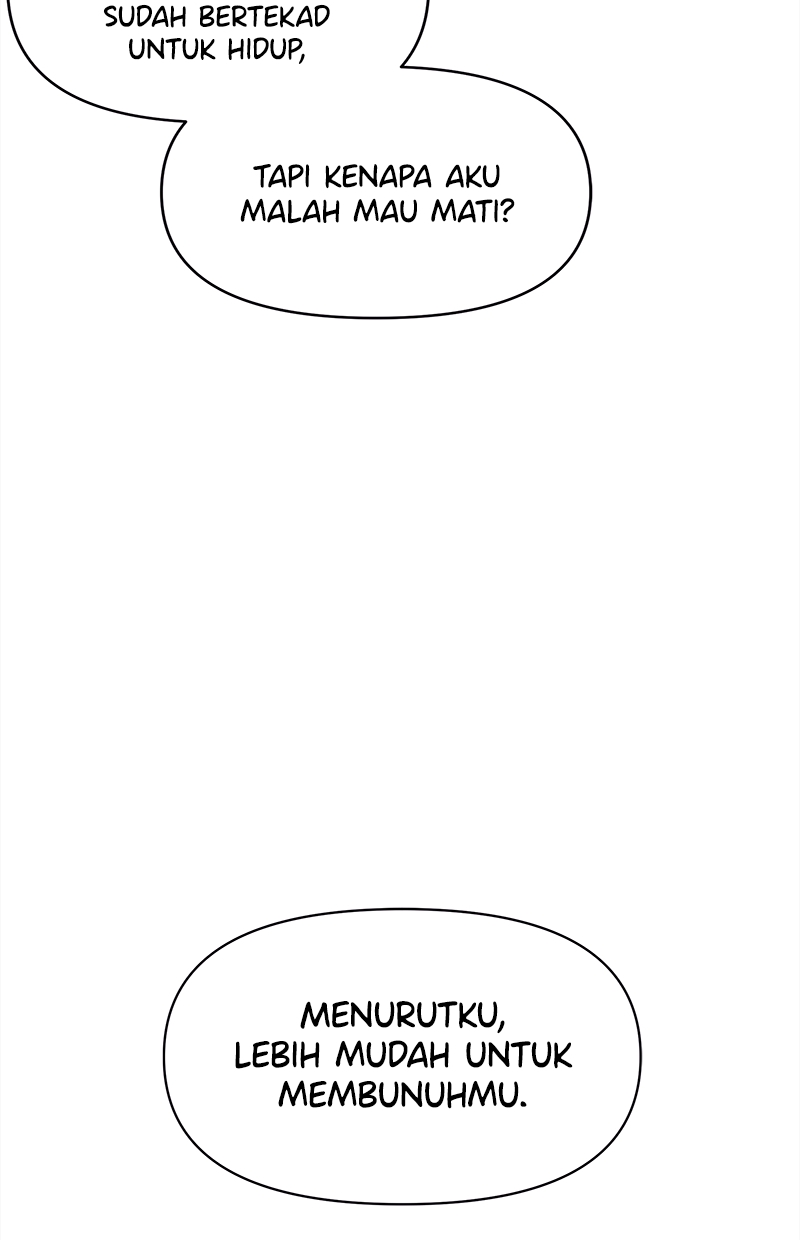 SUDAH BERTEKAD
UNTUK HIDUP,
TAPI KENAPA AKU
MALAH MAU MATI?
MENURUTKU,
LEBIH MUDAH UNTUK
MEMBUNUHMU.